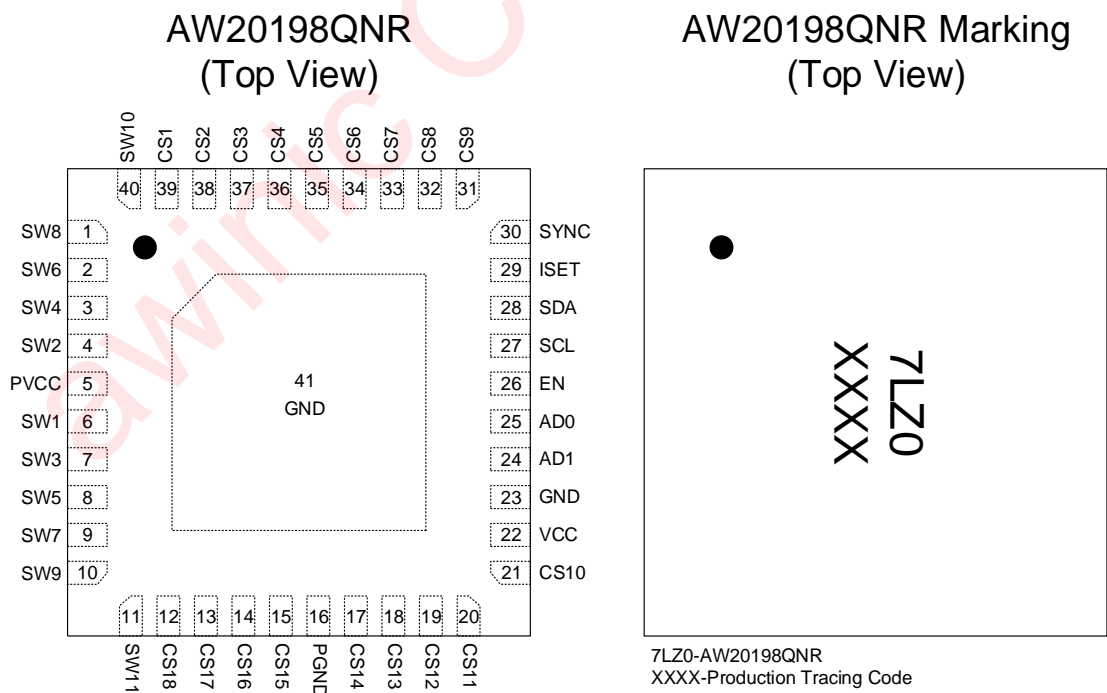 AW20198QNR
(Top View)
SW10
CS1
CS2
CS3
CS4
CS5
CS6
CS7
CS8
CS9
40
39
38
37
36
35
34
33
32
31
SW8 1
SW6 2
SW4 3
SW2 4
PVCC 5
SW1 6
SW3 7
SW5 8
SW7 9
SW9 10
41
GND
30 SYNC
29 ISET
28 SDA
27 SCL
26 EN
25 AD0
24 AD1
23 GND
22 VCC
21 CS10
11
12
13
14
15
16
17
18
19
20
SW11
CS18
CS17
CS16
CS15
PGND
CS14
CS13
CS12
CS11
AW20198QNR Marking
(Top View)
7LZ0
XXXX
7LZ0-AW20198QNR
XXXX-Production Tracing Code
awinic C